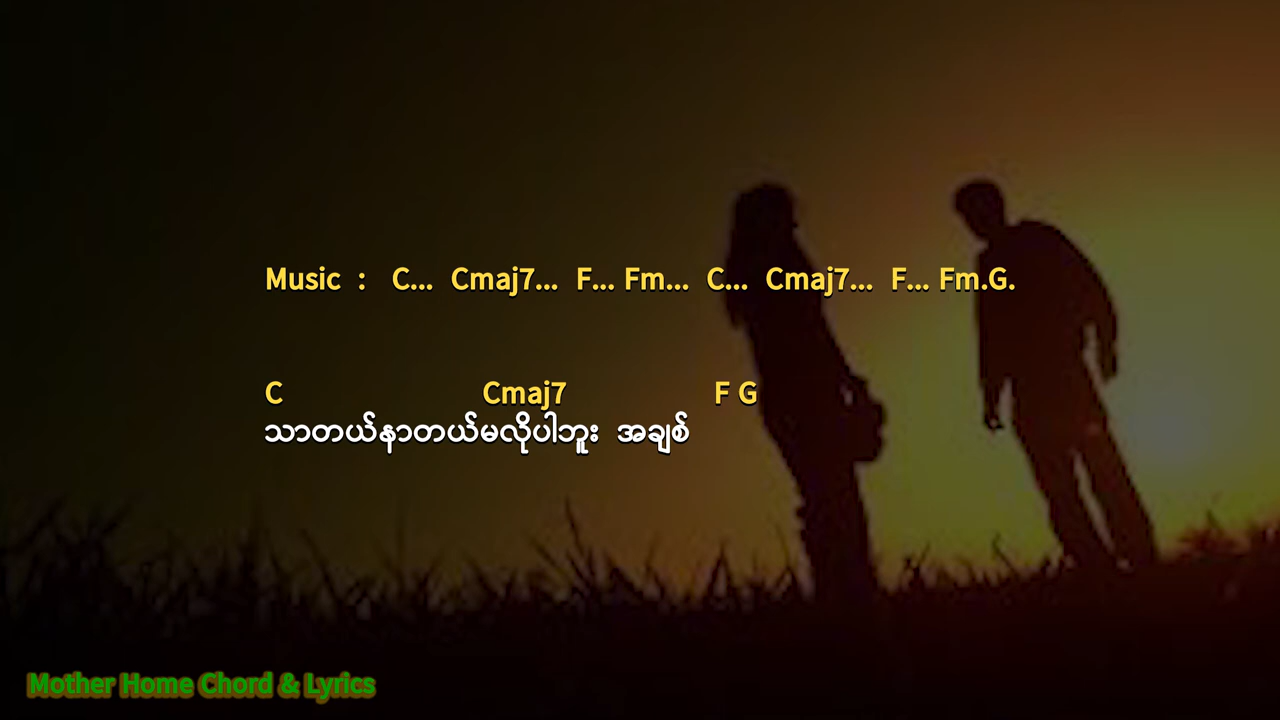 Music : C... Cmaj7... F... Fm... C... Cmaj7... F... Fm.G.
C Cmaj7 F G
သာတယ်နာတယ်မလိုပါဘူး အချစ်
Mother Home Chord & Lyrics